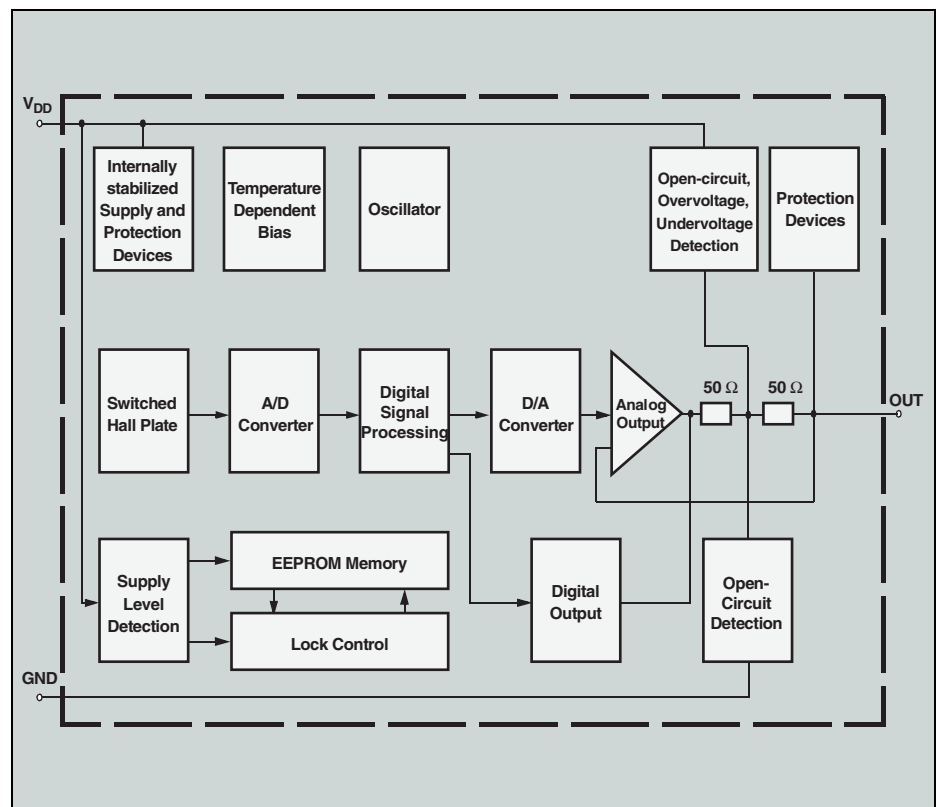 VDD
Internally
stabilized
Supply and
Protection
Devices
Temperature
Dependent
Bias
Oscillator
Open-circuit,
Overvoltage,
Undervoltage
Detection
Protection
Devices
Switched
Hall Plate
A/D
Converter
Digital
Signal
Processing
D/A
Converter
Analog
Output
50 Ω
50 Ω
OUT
Supply
Level
Detection
EEPROM Memory
Lock Control
Digital
Output
Open-
Circuit
Detection
GND